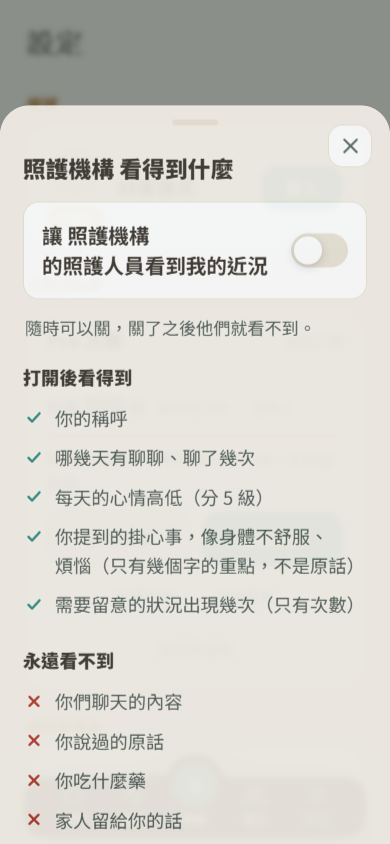 設定
照護機構 看得到什麼
讓 照護機構
的照護人員看到我的近況
隨時可以關，關了之後他們就看不到。
打開後看得到
你的稱呼
哪幾天有聊聊、聊了幾次
每天的心情高低（分 5 級）
你提到的掛心事，像身體不舒服、
煩惱（只有幾個字的重點，不是原話）
需要留意的狀況出現幾次（只有次數）
永遠看不到
你們聊天的內容
你說過的原話
你吃什麼藥
家人留給你的話